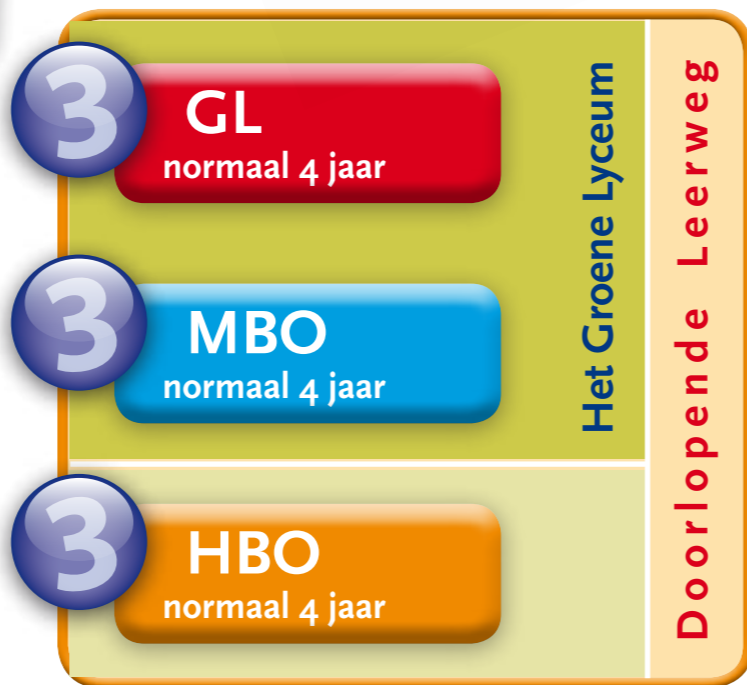 3
GL
normaal 4 jaar
3
MBO
normaal 4 jaar
3
HBO
normaal 4 jaar
Het Groene Lyceum
Doorlopende Leerweg